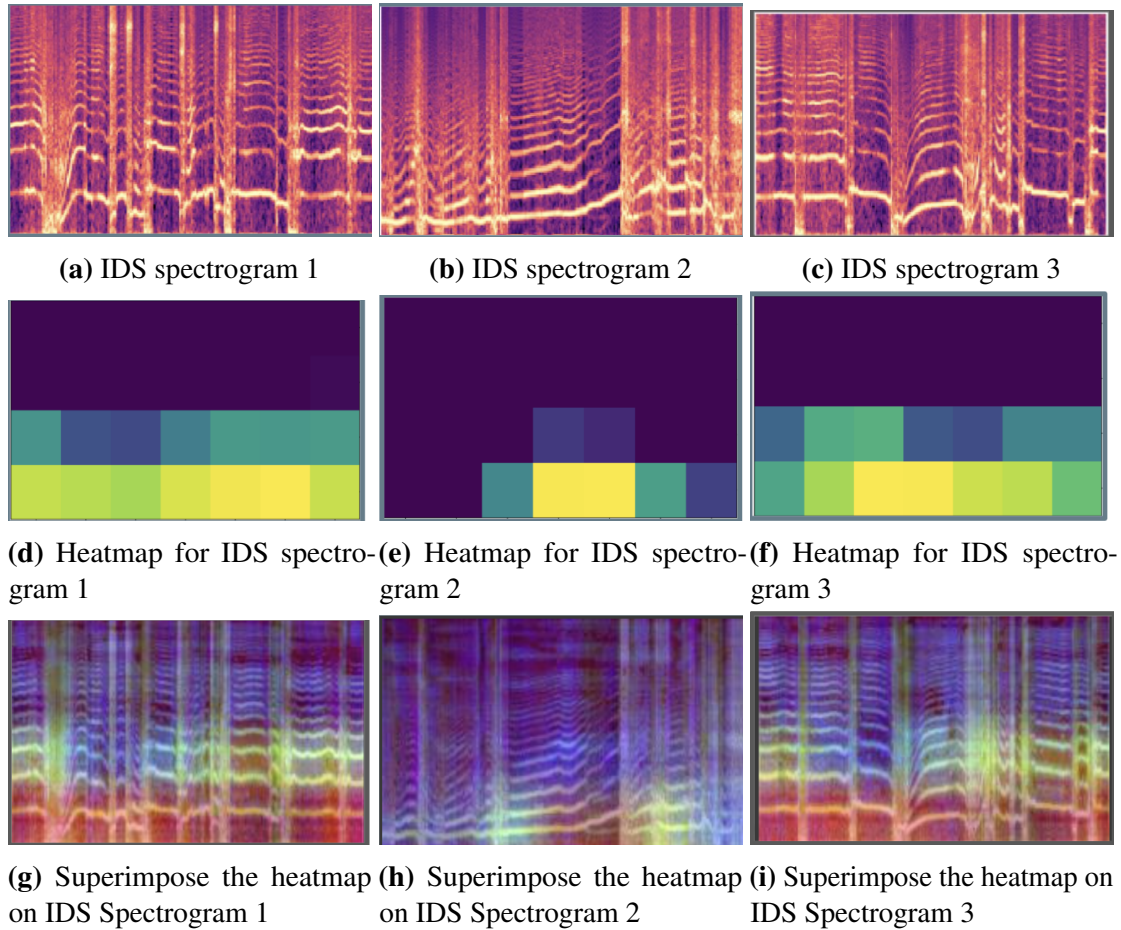 (a) IDS spectrogram 1
(b) IDS spectrogram 2
(c) IDS spectrogram 3
(d) Heatmap for IDS spectro-
gram 1
(e) Heatmap for IDS spectro-
gram 2
(f) Heatmap for IDS spectro-
gram 3
(g) Superimpose the heatmap
on IDS Spectrogram 1
(h) Superimpose the heatmap
on IDS Spectrogram 2
(i) Superimpose the heatmap on
IDS Spectrogram 3